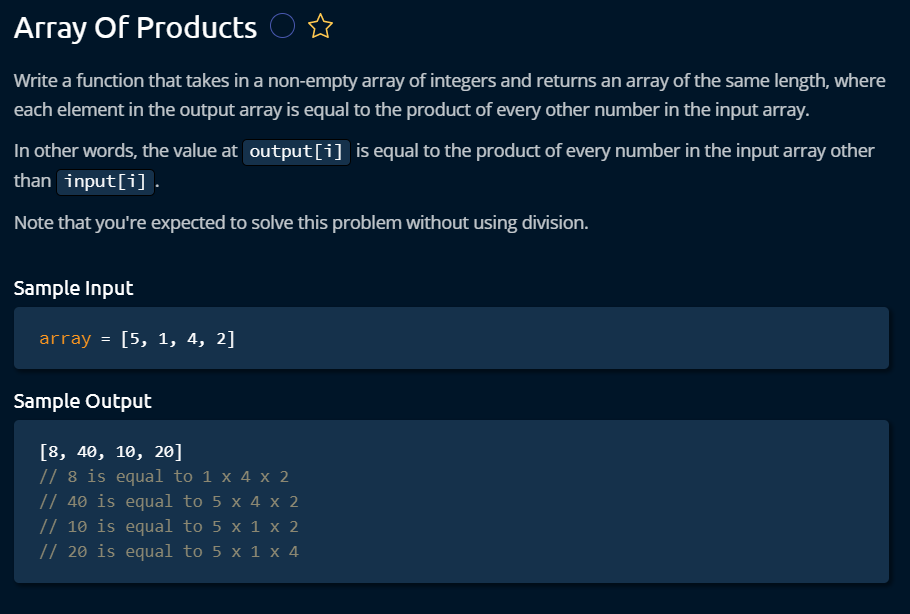 Array Of Products
Write a function that takes in a non-empty array of integers and returns an array of the same length, where
each element in the output array is equal to the product of every other number in the input array.
In other words, the value at output[i] is equal to the product of every number in the input array other
than input[i].
Note that you're expected to solve this problem without using division.
Sample Input
array = [5, 1, 4, 2]
Sample Output
[8, 40, 10, 20]
// 8 is equal to 1 x 4 x 2
// 40 is equal to 5 x 4 x 2
// 10 is equal to 5 x 1 x 2
// 20 is equal to 5 x 1 x 4